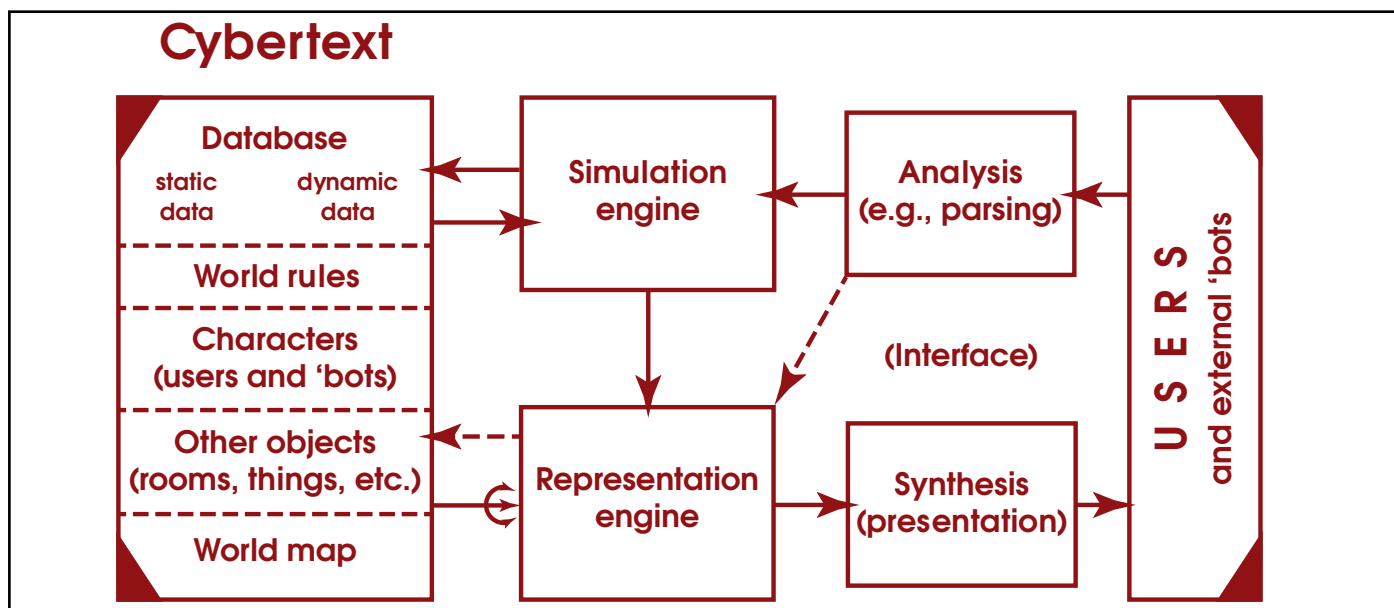 Cybertext
Database
static
data
dynamic
data
World rules
Characters
(users and ‘bots)
Other objects
(rooms, things, etc.)
World map
Simulation
engine
Representation
engine
Analysis
(e.g., parsing)
(Interface)
Synthesis
(presentation)
USERS
and external ‘bots